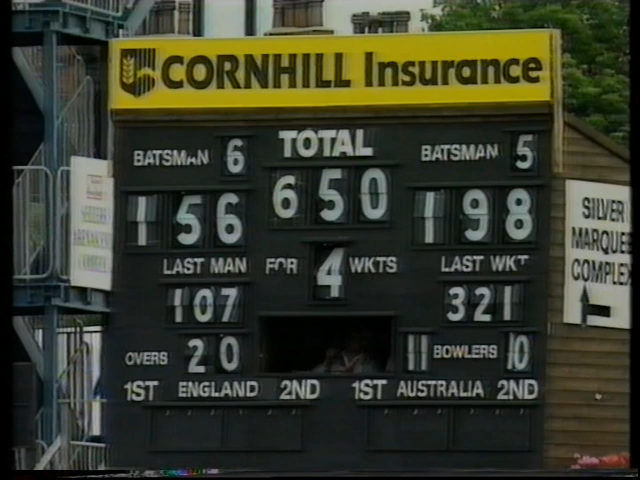 CORNHILL Insurance
BATSMAN 6 TOTAL BATSMAN 5
156 650 198
LAST MAN FOR 4 WKTS LAST WKT
107 321
OVERS 20 11 BOWLERS 10
1ST ENGLAND 2ND 1ST AUSTRALIA 2ND
SILVER
MARQUEE
COMPLEX